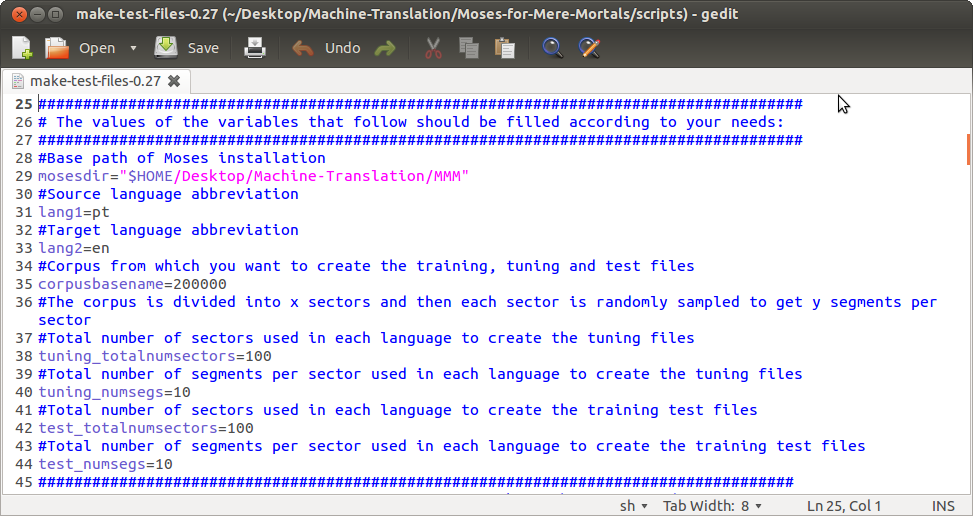 make-test-files-0.27 (~/Desktop/Machine-Translation/Moses-for-Mere-Mortals/scripts) - gedit
Open Save Undo
make-test-files-0.27
25 #####################################################################################
26 # The values of the variables that follow should be filled according to your needs:
27 #####################################################################################
28 #Base path of Moses installation
29 mosesdir="$HOME/Desktop/Machine-Translation/MMM"
30 #Source language abbreviation
31 lang1=pt
32 #Target language abbreviation
33 lang2=en
34 #Corpus from which you want to create the training, tuning and test files
35 corpusbasename=200000
36 #The corpus is divided into x sectors and then each sector is randomly sampled to get y segments per
sector
37 #Total number of sectors used in each language to create the tuning files
38 tuning_totalnumsectors=100
39 #Total number of segments per sector used in each language to create the tuning files
40 tuning_numsegs=10
41 #Total number of sectors used in each language to create the training test files
42 test_totalnumsectors=100
43 #Total number of segments per sector used in each language to create the training test files
44 test_numsegs=10
45 ####################################################################################
sh Tab Width: 8 Ln 25, Col 1 INS